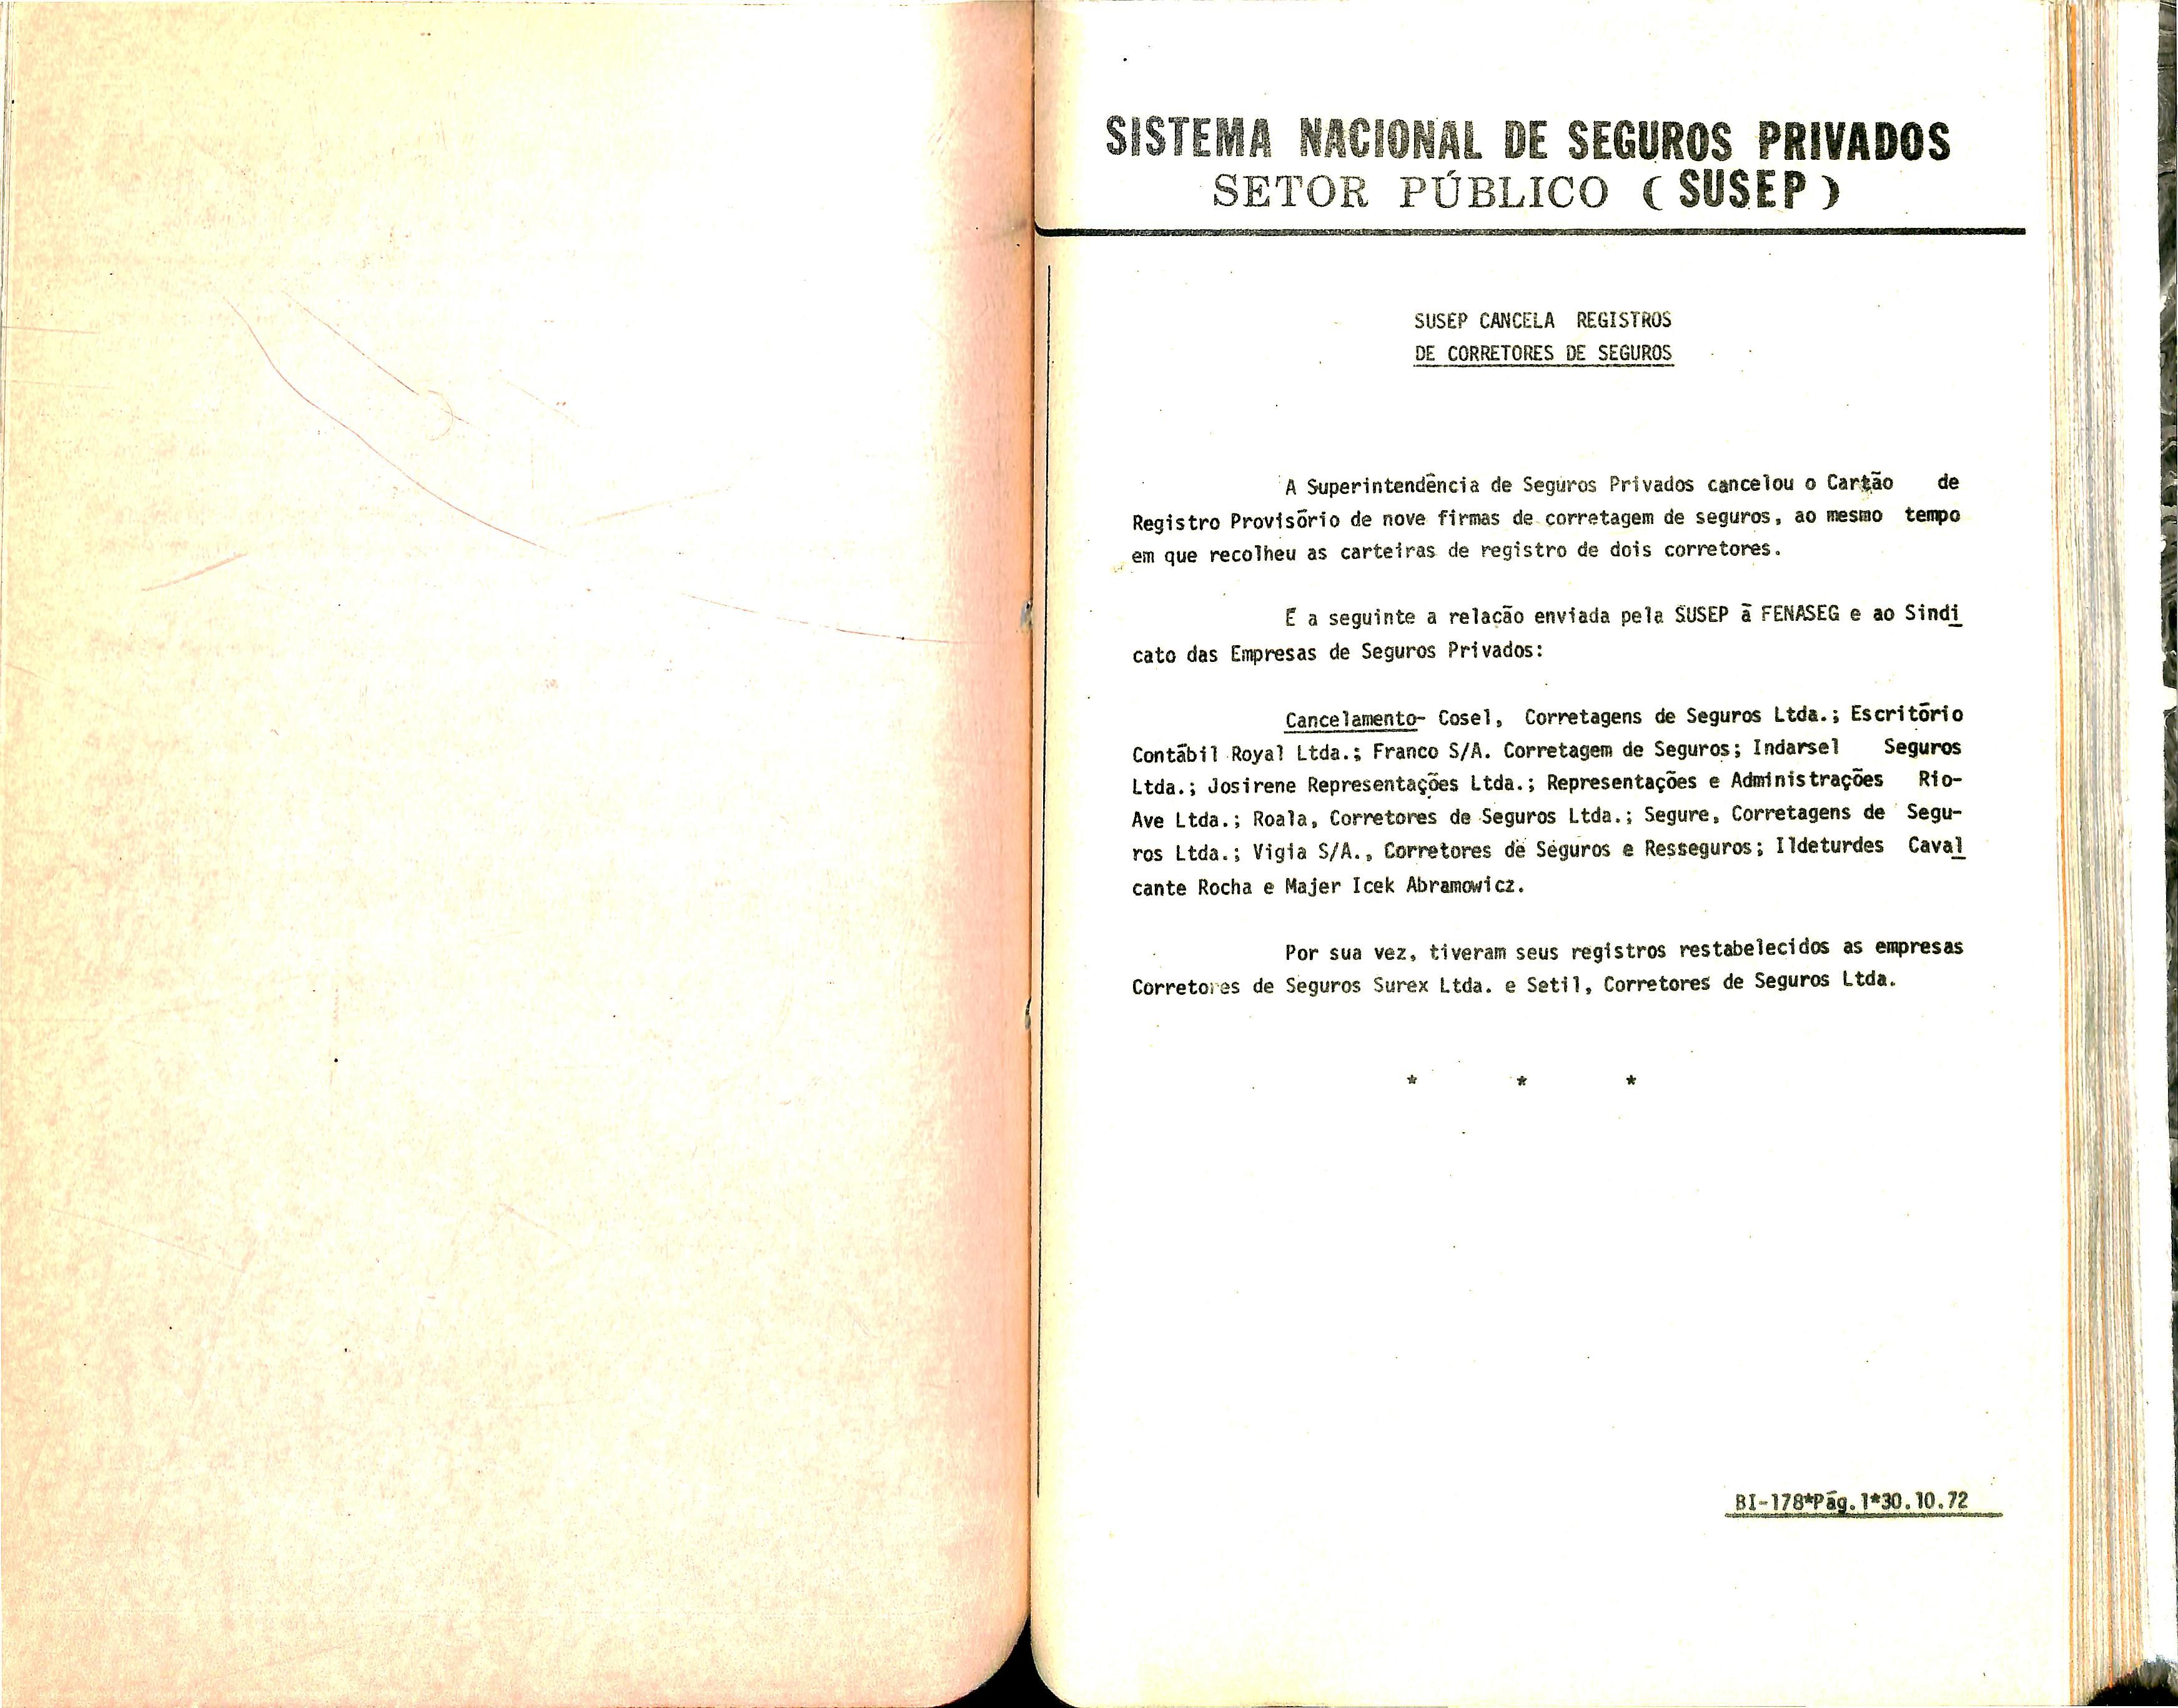 SISTEMA NACIONAL DE SEGUROS PRIVADOS
SETOR PÚBLICO ( SUSEP )
SUSEP CANCELA REGISTROS
DE CORRETORES DE SEGUROS
A Superintendência de Seguros Privados cancelou o Cartão de
Registro Provisório de nove firmas de corretagem de seguros, ao mesmo tempo
em que recolheu as carteiras de registro de dois corretores.
É a seguinte a relação enviada pela SUSEP à FENASEG e ao Sindi
cato das Empresas de Seguros Privados:
Cancelamento- Cosel, Corretagens de Seguros Ltda.; Escritório
Contábil Royal Ltda.; Franco S/A. Corretagem de Seguros; Indarsel Seguros
Ltda.; Josirene Representações Ltda.; Representações e Administrações Rio-
Ave Ltda.; Roala, Corretores de Seguros Ltda.; Segure, Corretagens de Segu-
ros Ltda.; Vigia S/A., Corretores de Seguros e Resseguros; Ildeturdes Caval
cante Rocha e Majer Icek Abramowicz.
Por sua vez, tiveram seus registros restabelecidos as empresas
Corretores de Seguros Surex Ltda. e Setil, Corretores de Seguros Ltda.
* * *
BI-178*Pág.1*30.10.72